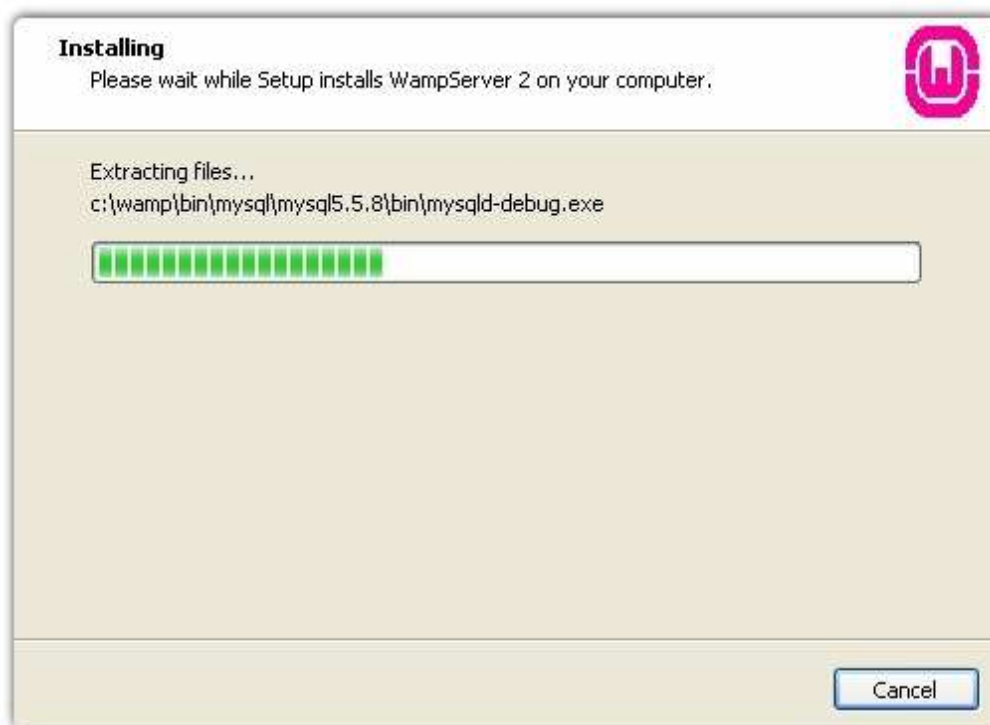 Installing
Please wait while Setup installs WampServer 2 on your computer.
Extracting files...
c:\wamp\bin\mysql\mysql5.5.8\bin\mysqld-debug.exe
Cancel